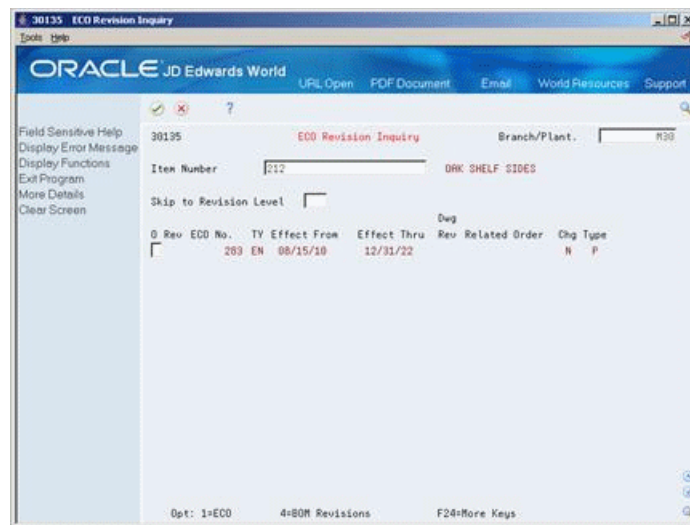 30135 ECO Revision Inquiry
Tools Help
ORACLE JD Edwards World
URL Open PDF Document Email World Resources Support
Field Sensitive Help
Display Error Message
Display Functions
Exit Program
More Details
Clear Screen
?
30135 ECO Revision Inquiry Branch/Plant. M30
Item Number 212 OAK SHELF SIDES
Skip to Revision Level
Dwg
O Rev ECO No. TY Effect From Effect Thru Rev Related Order Chg Type
283 EN 08/15/10 12/31/22 N P
Opt: 1=ECO 4=BOM Revisions F24=More Keys